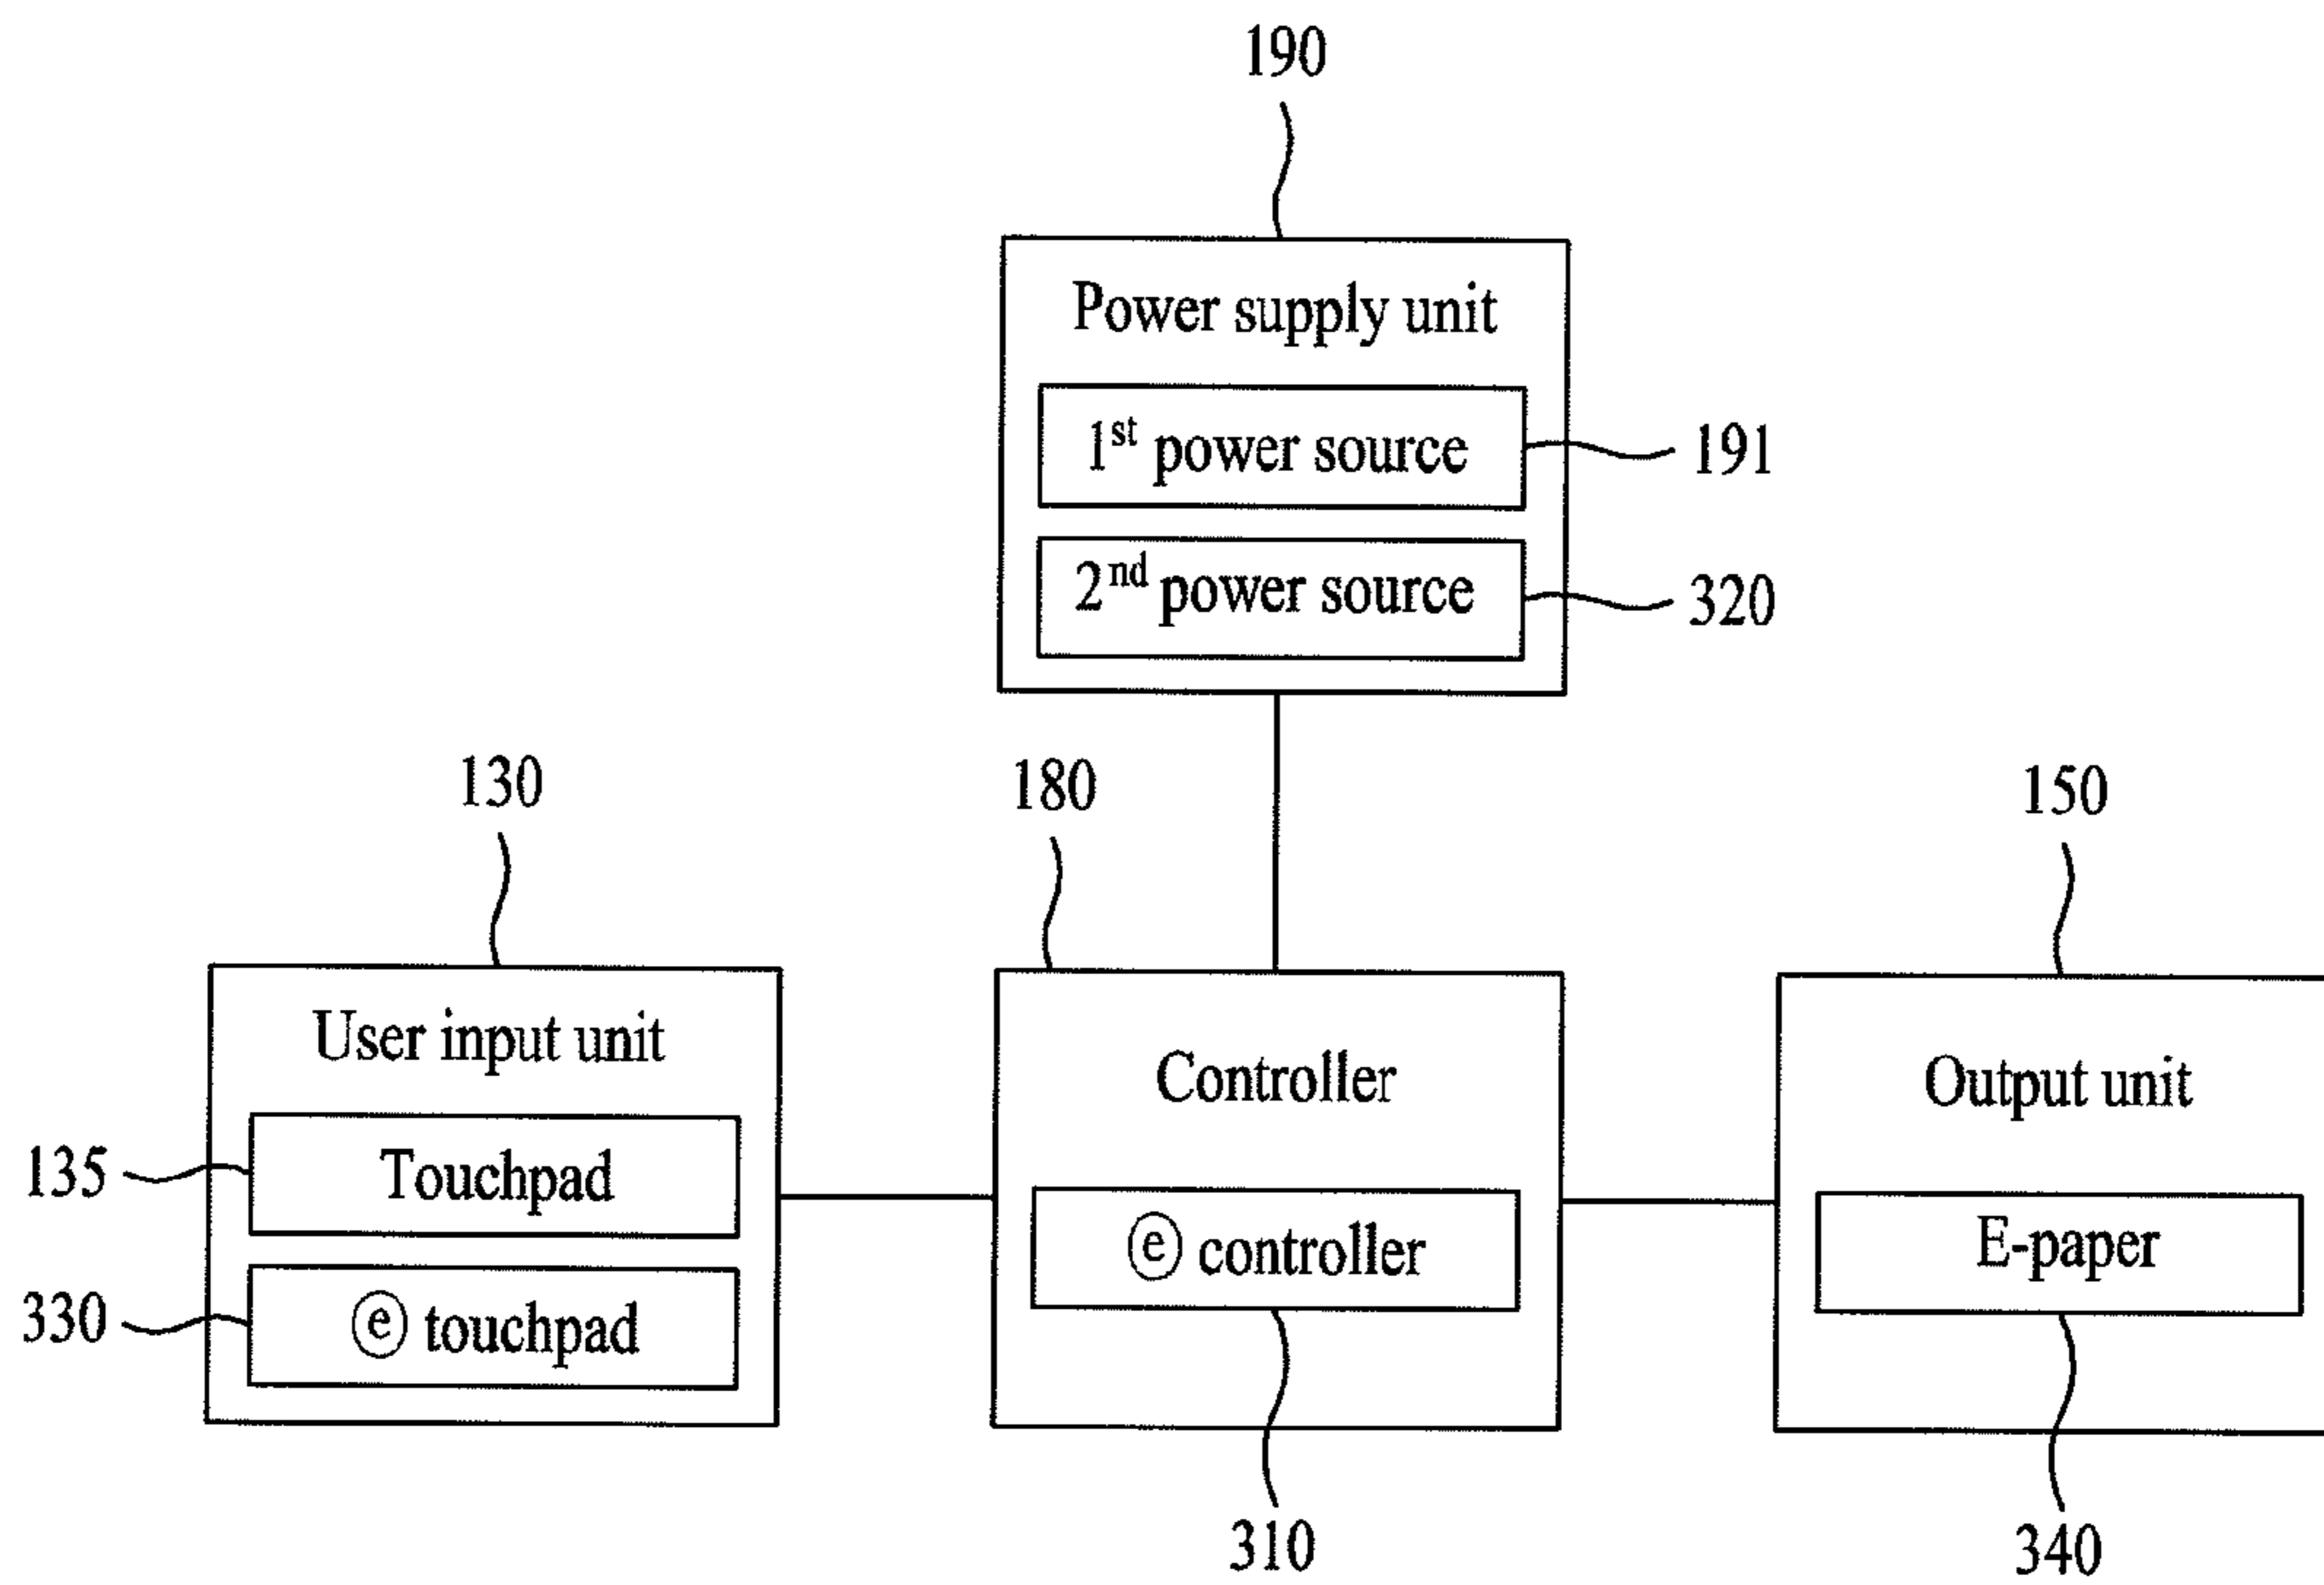 190
Power supply unit
1st power source
191
2nd power source
320
130
180
150
User input unit
Controller
Output unit
135
Touchpad
ⓔ controller
E-paper
330
ⓔ touchpad
310
340